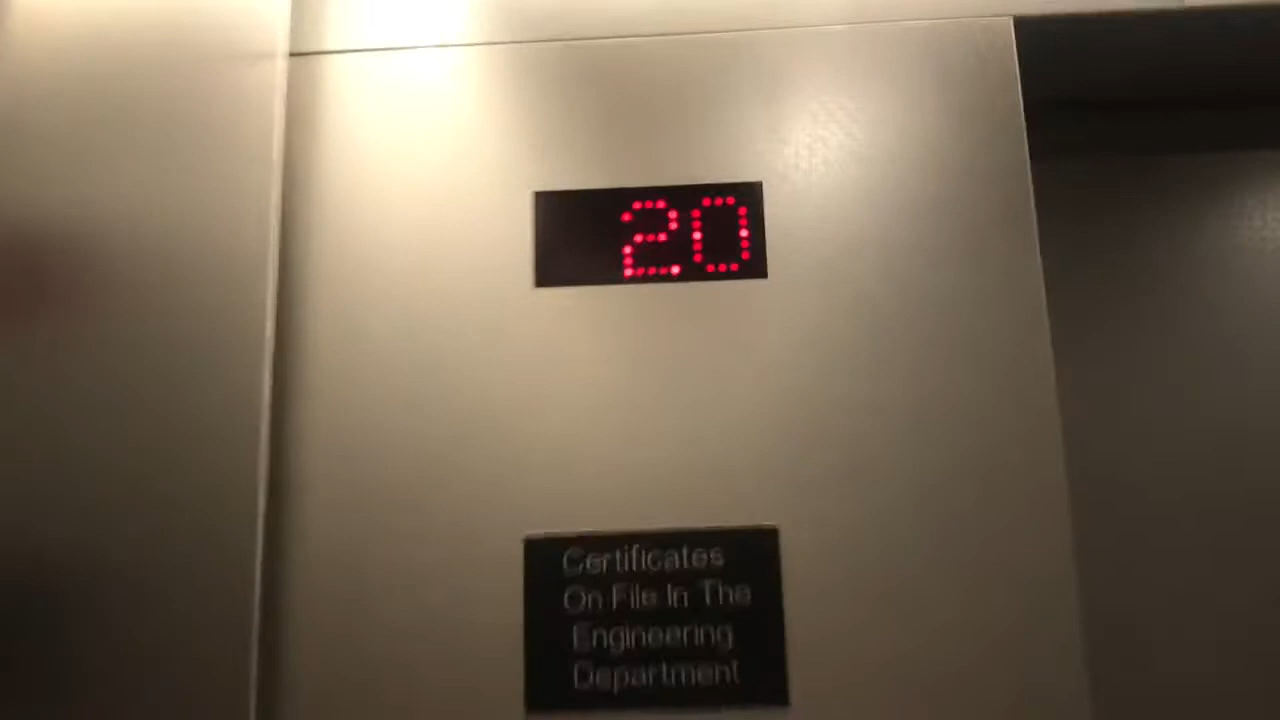 20
Certificates
On File In The
Engineering
Department